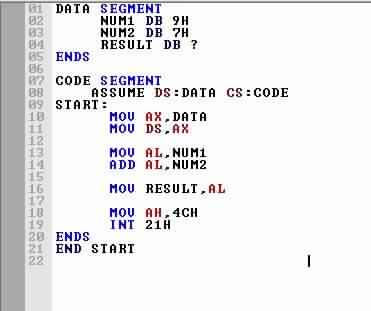 01 DATA SEGMENT
02 NUM1 DB 9H
03 NUM2 DB 7H
04 RESULT DB ?
05 ENDS
06
07 CODE SEGMENT
08 ASSUME DS:DATA CS:CODE
09 START:
10 MOV AX,DATA
11 MOV DS,AX
12
13 MOV AL,NUM1
14 ADD AL,NUM2
15
16 MOV RESULT,AL
17
18 MOV AH,4CH
19 INT 21H
20 ENDS
21 END START
22